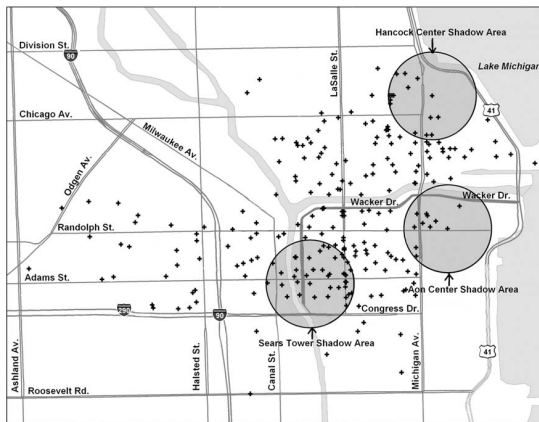 Hancock Center Shadow Area
Division St.
90
LaSalle St.
Lake Michigan
41
Chicago Av.
Milwaukee Av.
Odgen Av.
Wacker Dr.
Wacker Dr.
Randolph St.
Adams St.
Aon Center Shadow Area
290
90
Congress Dr.
Sears Tower Shadow Area
41
Ashland Av.
Halsted St.
Canal St.
Michigan Av.
Roosevelt Rd.